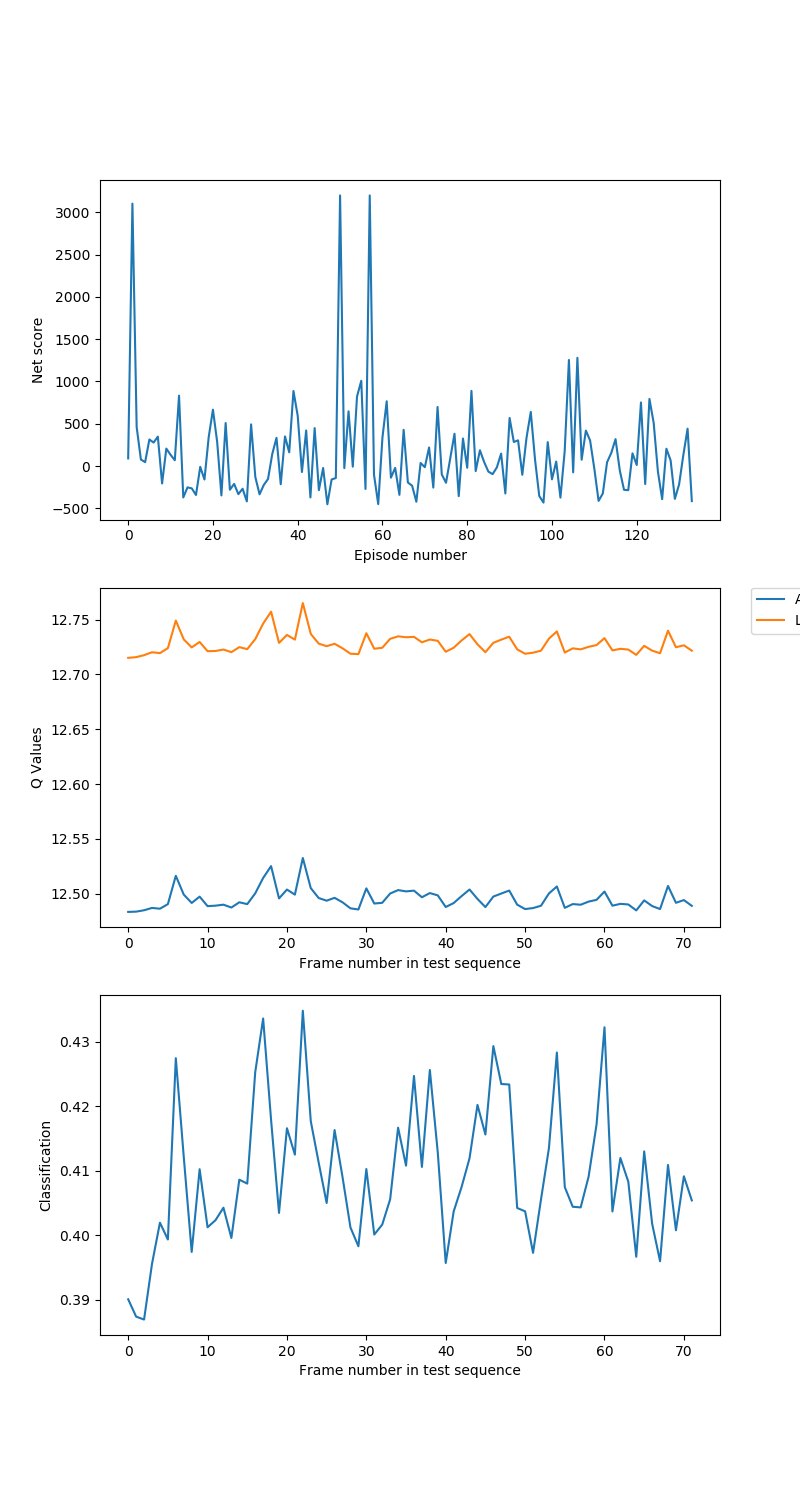 3000
2500
2000
1500
1000
500
0
−500
Net score
0 20 40 60 80 100 120
Episode number
12.75
12.70
12.65
12.60
12.55
12.50
Q Values
A
L
0 10 20 30 40 50 60 70
Frame number in test sequence
0.43
0.42
0.41
0.40
0.39
Classification
0 10 20 30 40 50 60 70
Frame number in test sequence